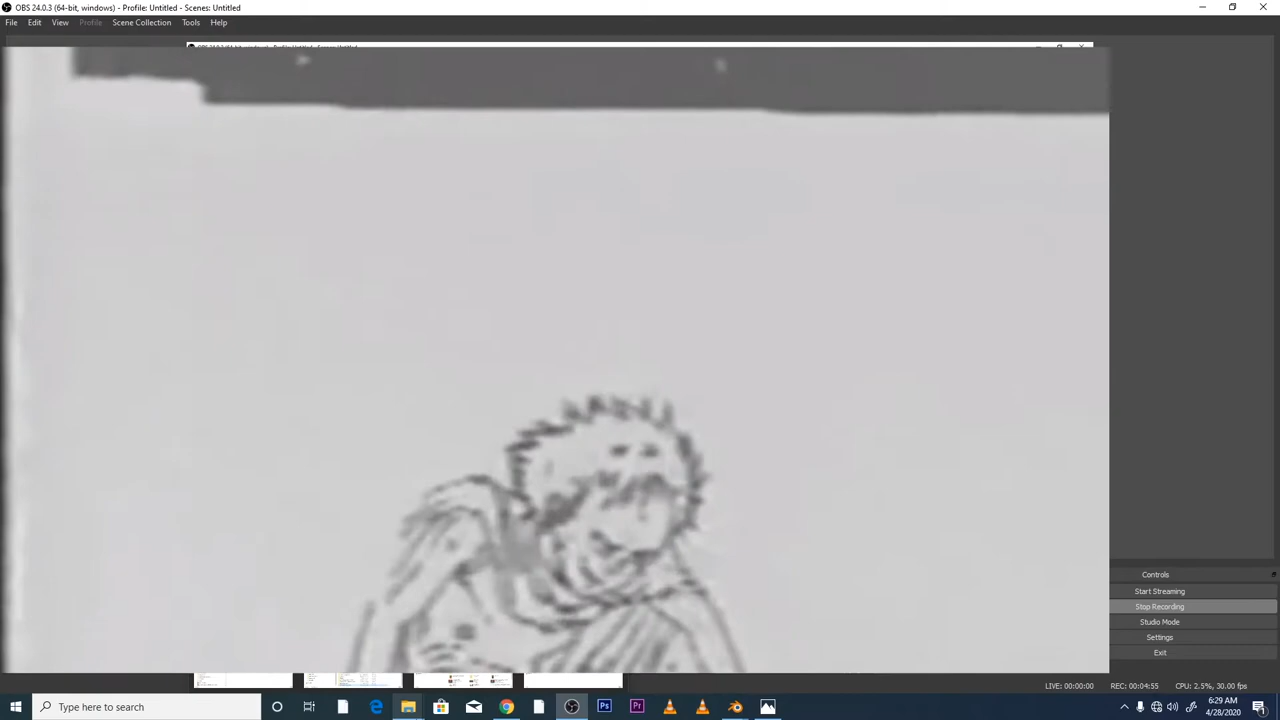 OBS 24.0.3 (64-bit, windows) - Profile: Untitled - Scenes: Untitled
File Edit View Profile Scene Collection Tools Help
Controls
Start Streaming
Stop Recording
Studio Mode
Settings
Exit
LIVE: 00:00:00 REC: 00:04:55 CPU: 2.5%, 30.00 fps
Type here to search
6:29 AM
4/28/2020